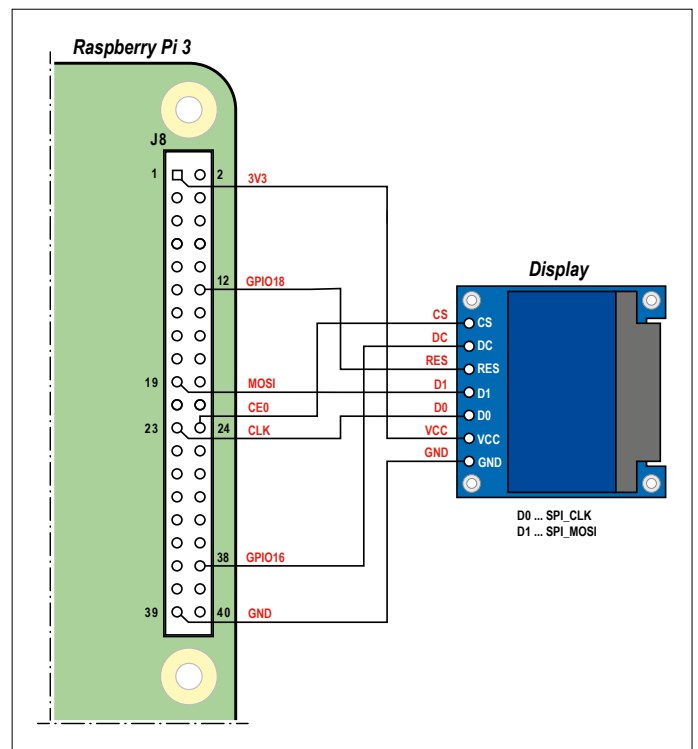 Raspberry Pi 3
J8
1
2
3V3
12
GPIO18
19
MOSI
CE0
23
24
CLK
38
GPIO16
39
40
GND
Display
CS
DC
RES
D1
D0
VCC
GND
CS
DC
RES
D1
D0
VCC
GND
D0 ... SPI_CLK
D1 ... SPI_MOSI